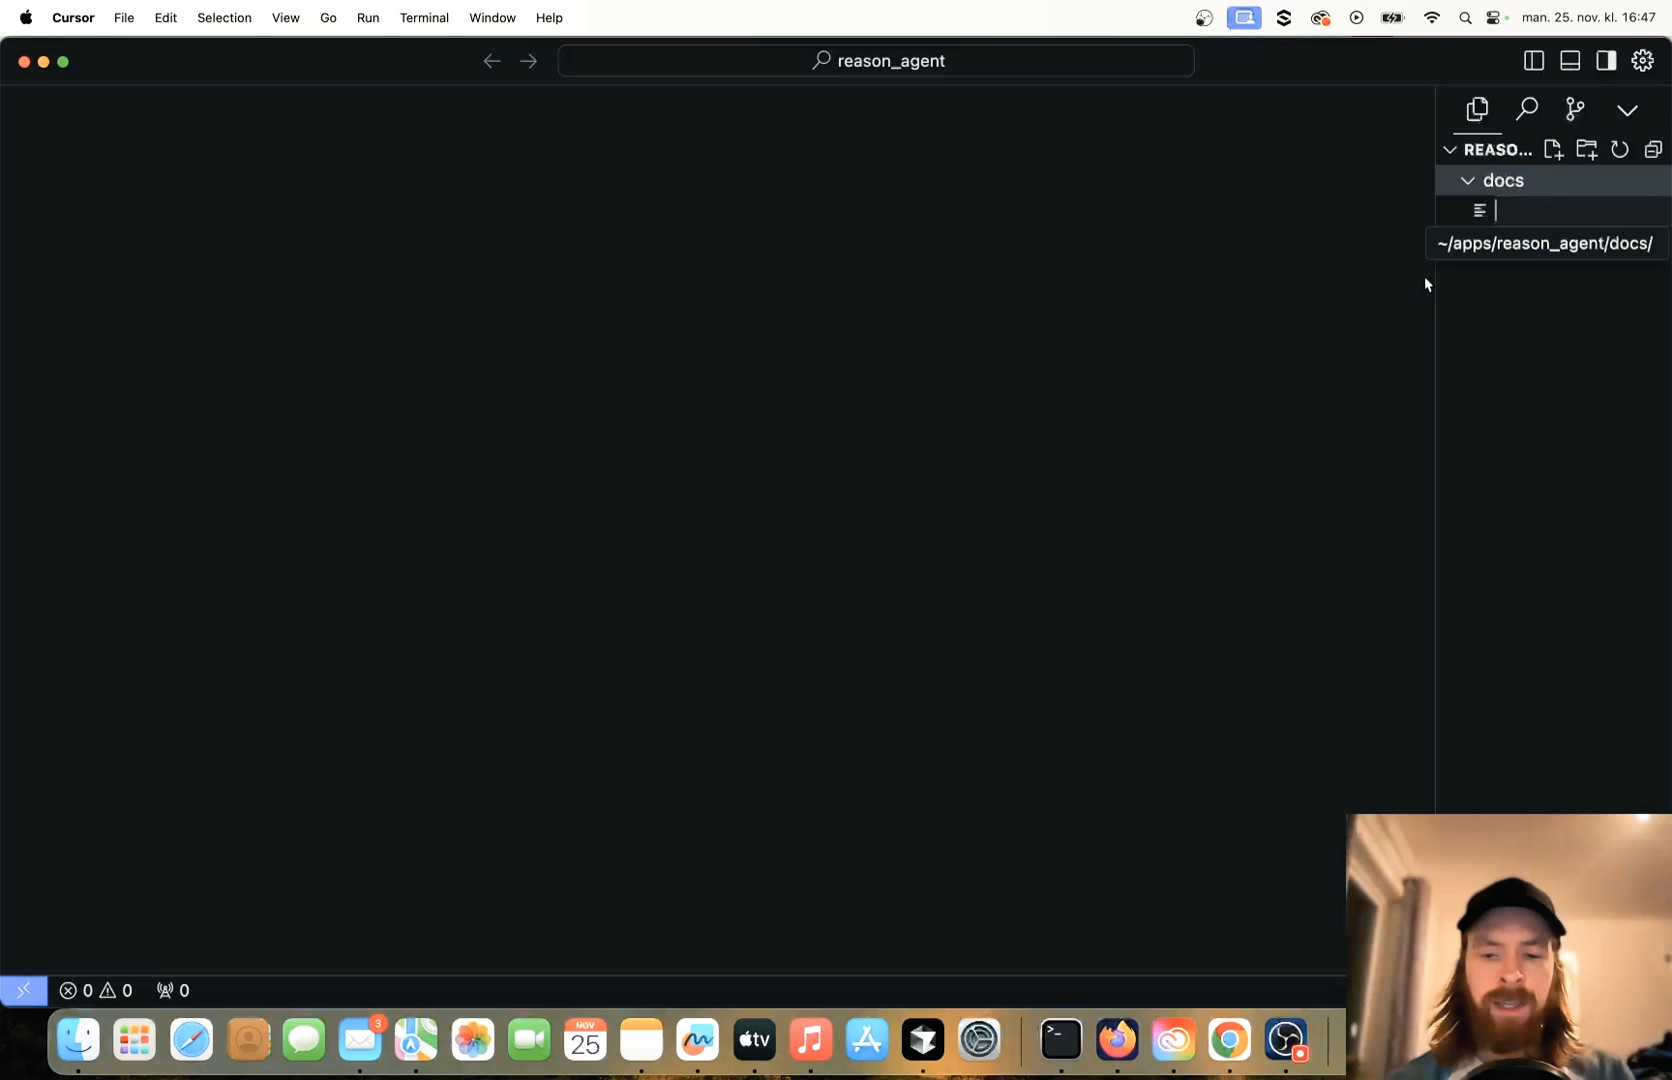 Cursor File Edit Selection View Go Run Terminal Window Help man. 25. nov. kl. 16:47
reason_agent
REASO...
docs
~/apps/reason_agent/docs/
0 0 0
3
NOV
25
tv